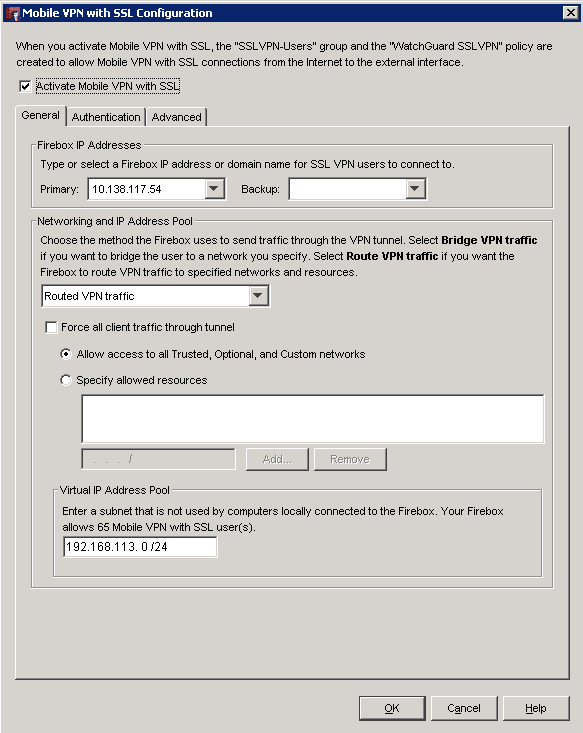 Mobile VPN with SSL Configuration
When you activate Mobile VPN with SSL, the "SSLVPN-Users" group and the "WatchGuard SSLVPN" policy are
created to allow Mobile VPN with SSL connections from the Internet to the external interface.
Activate Mobile VPN with SSL
General Authentication Advanced
Firebox IP Addresses
Type or select a Firebox IP address or domain name for SSL VPN users to connect to.
Primary: 10.138.117.54 Backup:
Networking and IP Address Pool
Choose the method the Firebox uses to send traffic through the VPN tunnel. Select Bridge VPN traffic
if you want to bridge the user to a network you specify. Select Route VPN traffic if you want the
Firebox to route VPN traffic to specified networks and resources.
Routed VPN traffic
Force all client traffic through tunnel
Allow access to all Trusted, Optional, and Custom networks
Specify allowed resources
. . . / Add... Remove
Virtual IP Address Pool
Enter a subnet that is not used by computers locally connected to the Firebox. Your Firebox
allows 65 Mobile VPN with SSL user(s).
192.168.113. 0 /24
OK Cancel Help